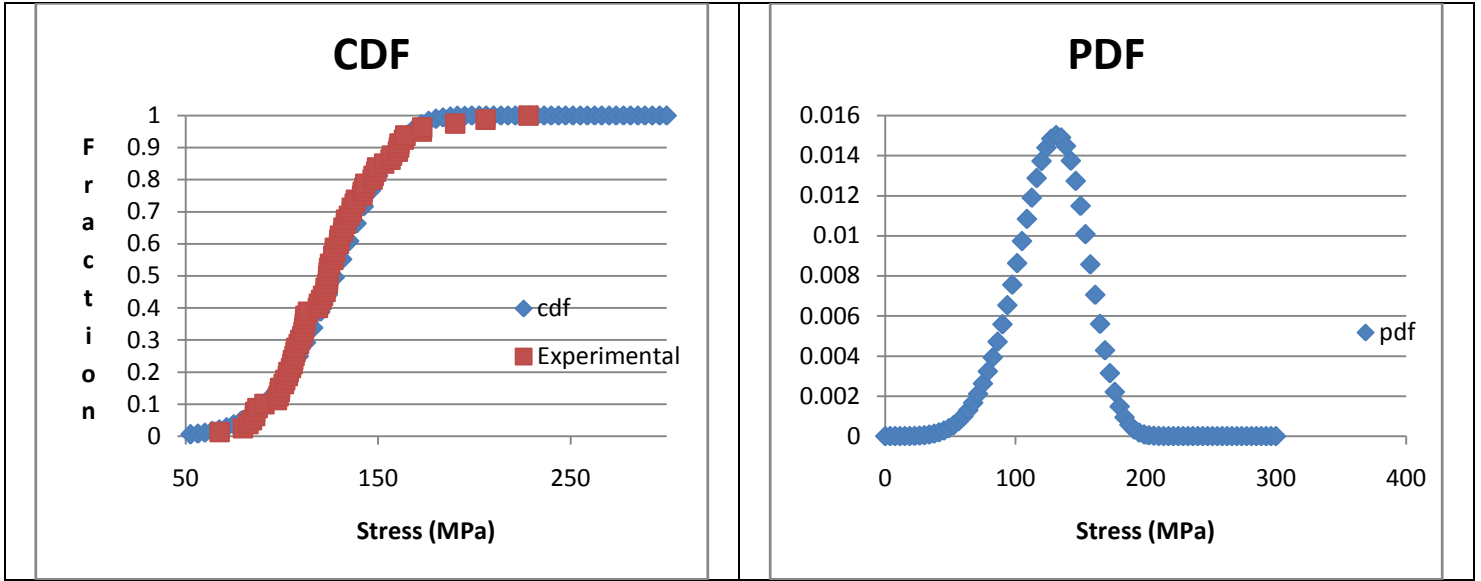 CDF
1
0.9
0.8
0.7
0.6
0.5
0.4
0.3
0.2
0.1
0
F
r
a
c
t
i
o
n
50 150 250
Stress (MPa)
cdf
Experimental
PDF
0.016
0.014
0.012
0.01
0.008
0.006
0.004
0.002
0
0 100 200 300 400
Stress (MPa)
pdf